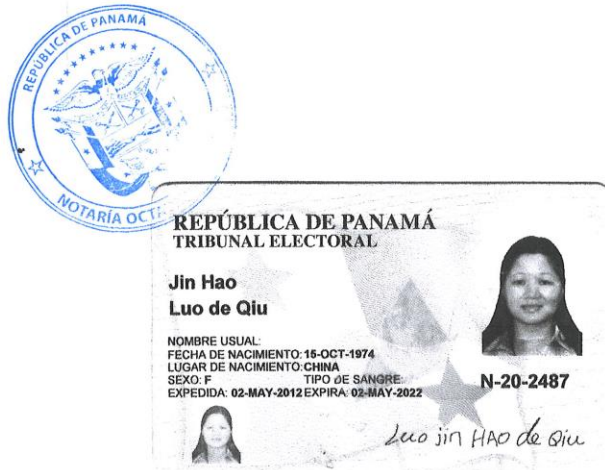 REPÚBLICA DE PANAMÁ
NOTARÍA OCT
REPÚBLICA DE PANAMÁ
TRIBUNAL ELECTORAL
Jin Hao
Luo de Qiu
NOMBRE USUAL:
FECHA DE NACIMIENTO: 15-OCT-1974
LUGAR DE NACIMIENTO: CHINA
SEXO: F TIPO DE SANGRE:
EXPEDIDA: 02-MAY-2012 EXPIRA: 02-MAY-2022
N-20-2487
Luo jin HAO de Qiu